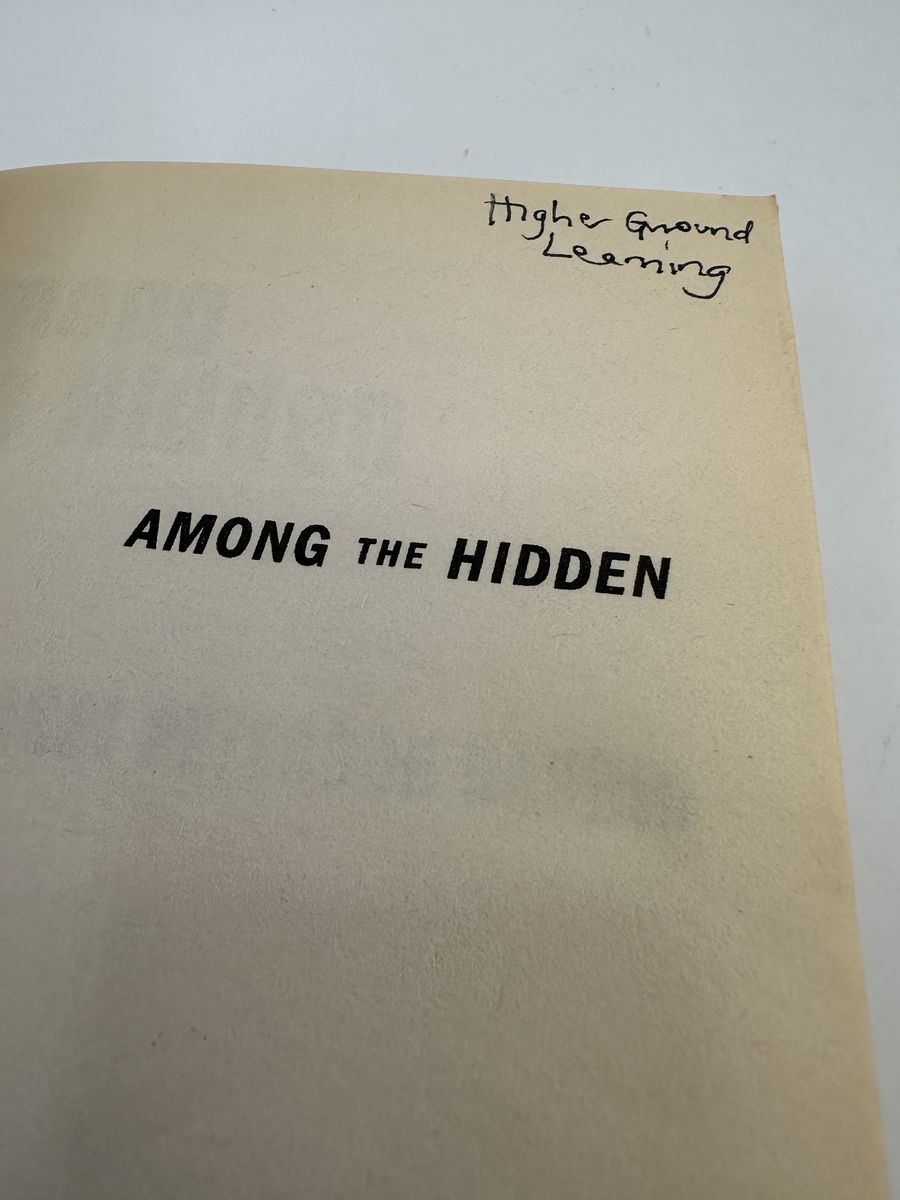 Higher Ground
Learning
AMONG THE HIDDEN